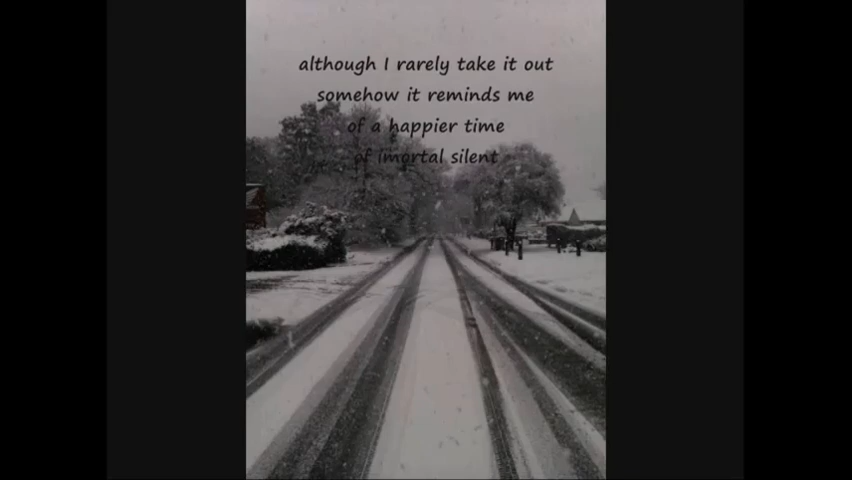 although I rarely take it out
somehow it reminds me
of a happier time
of imortal silent